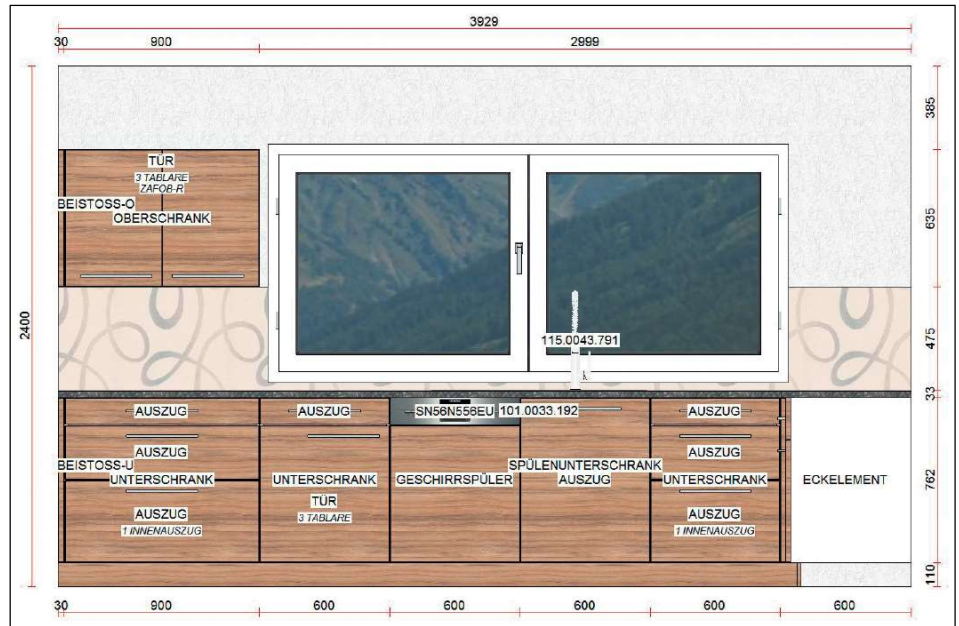 3929
30 900 2999
385
TÜR
3 TABLARE
ZAFOB-R
BEISTOSS-O
OBERSCHRANK
635
2400
115.0043.791
475
33
AUSZUG AUSZUG SN56N556EU 101.0033.192 AUSZUG
AUSZUG AUSZUG
BEISTOSS-U
UNTERSCHRANK UNTERSCHRANK GESCHIRRSPÜLER SPÜLENUNTERSCHRANK
AUSZUG UNTERSCHRANK ECKELEMENT
762
TÜR
3 TABLARE
AUSZUG AUSZUG
1 INNENAUSZUG 1 INNENAUSZUG
110
30 900 600 600 600 600 600